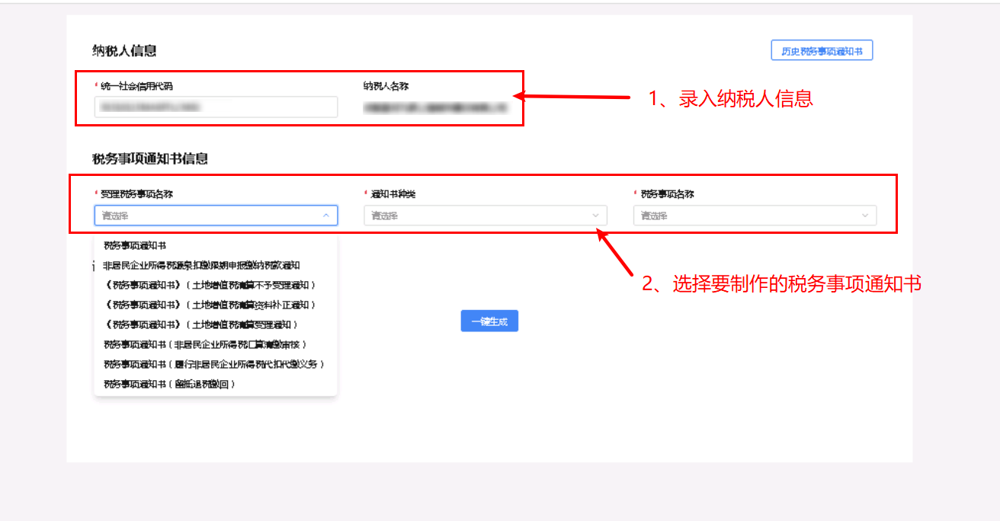 纳税人信息
历史税务事项通知书
* 统一社会信用代码
纳税人名称
1、录入纳税人信息
税务事项通知书信息
* 受理税务事项名称
* 通知书种类
* 税务事项名称
请选择
请选择
请选择
税务事项通知书
非居民企业所得税源泉扣缴限期申报缴纳税款通知
《税务事项通知书》（土地增值税清算不予受理通知）
2、选择要制作的税务事项通知书
《税务事项通知书》（土地增值税清算资料补正通知）
一键生成
《税务事项通知书》（土地增值税清算受理通知）
税务事项通知书（非居民企业所得税汇算清缴审核）
税务事项通知书（履行非居民企业所得税代扣代缴义务）
税务事项通知书（留抵退税缴回）